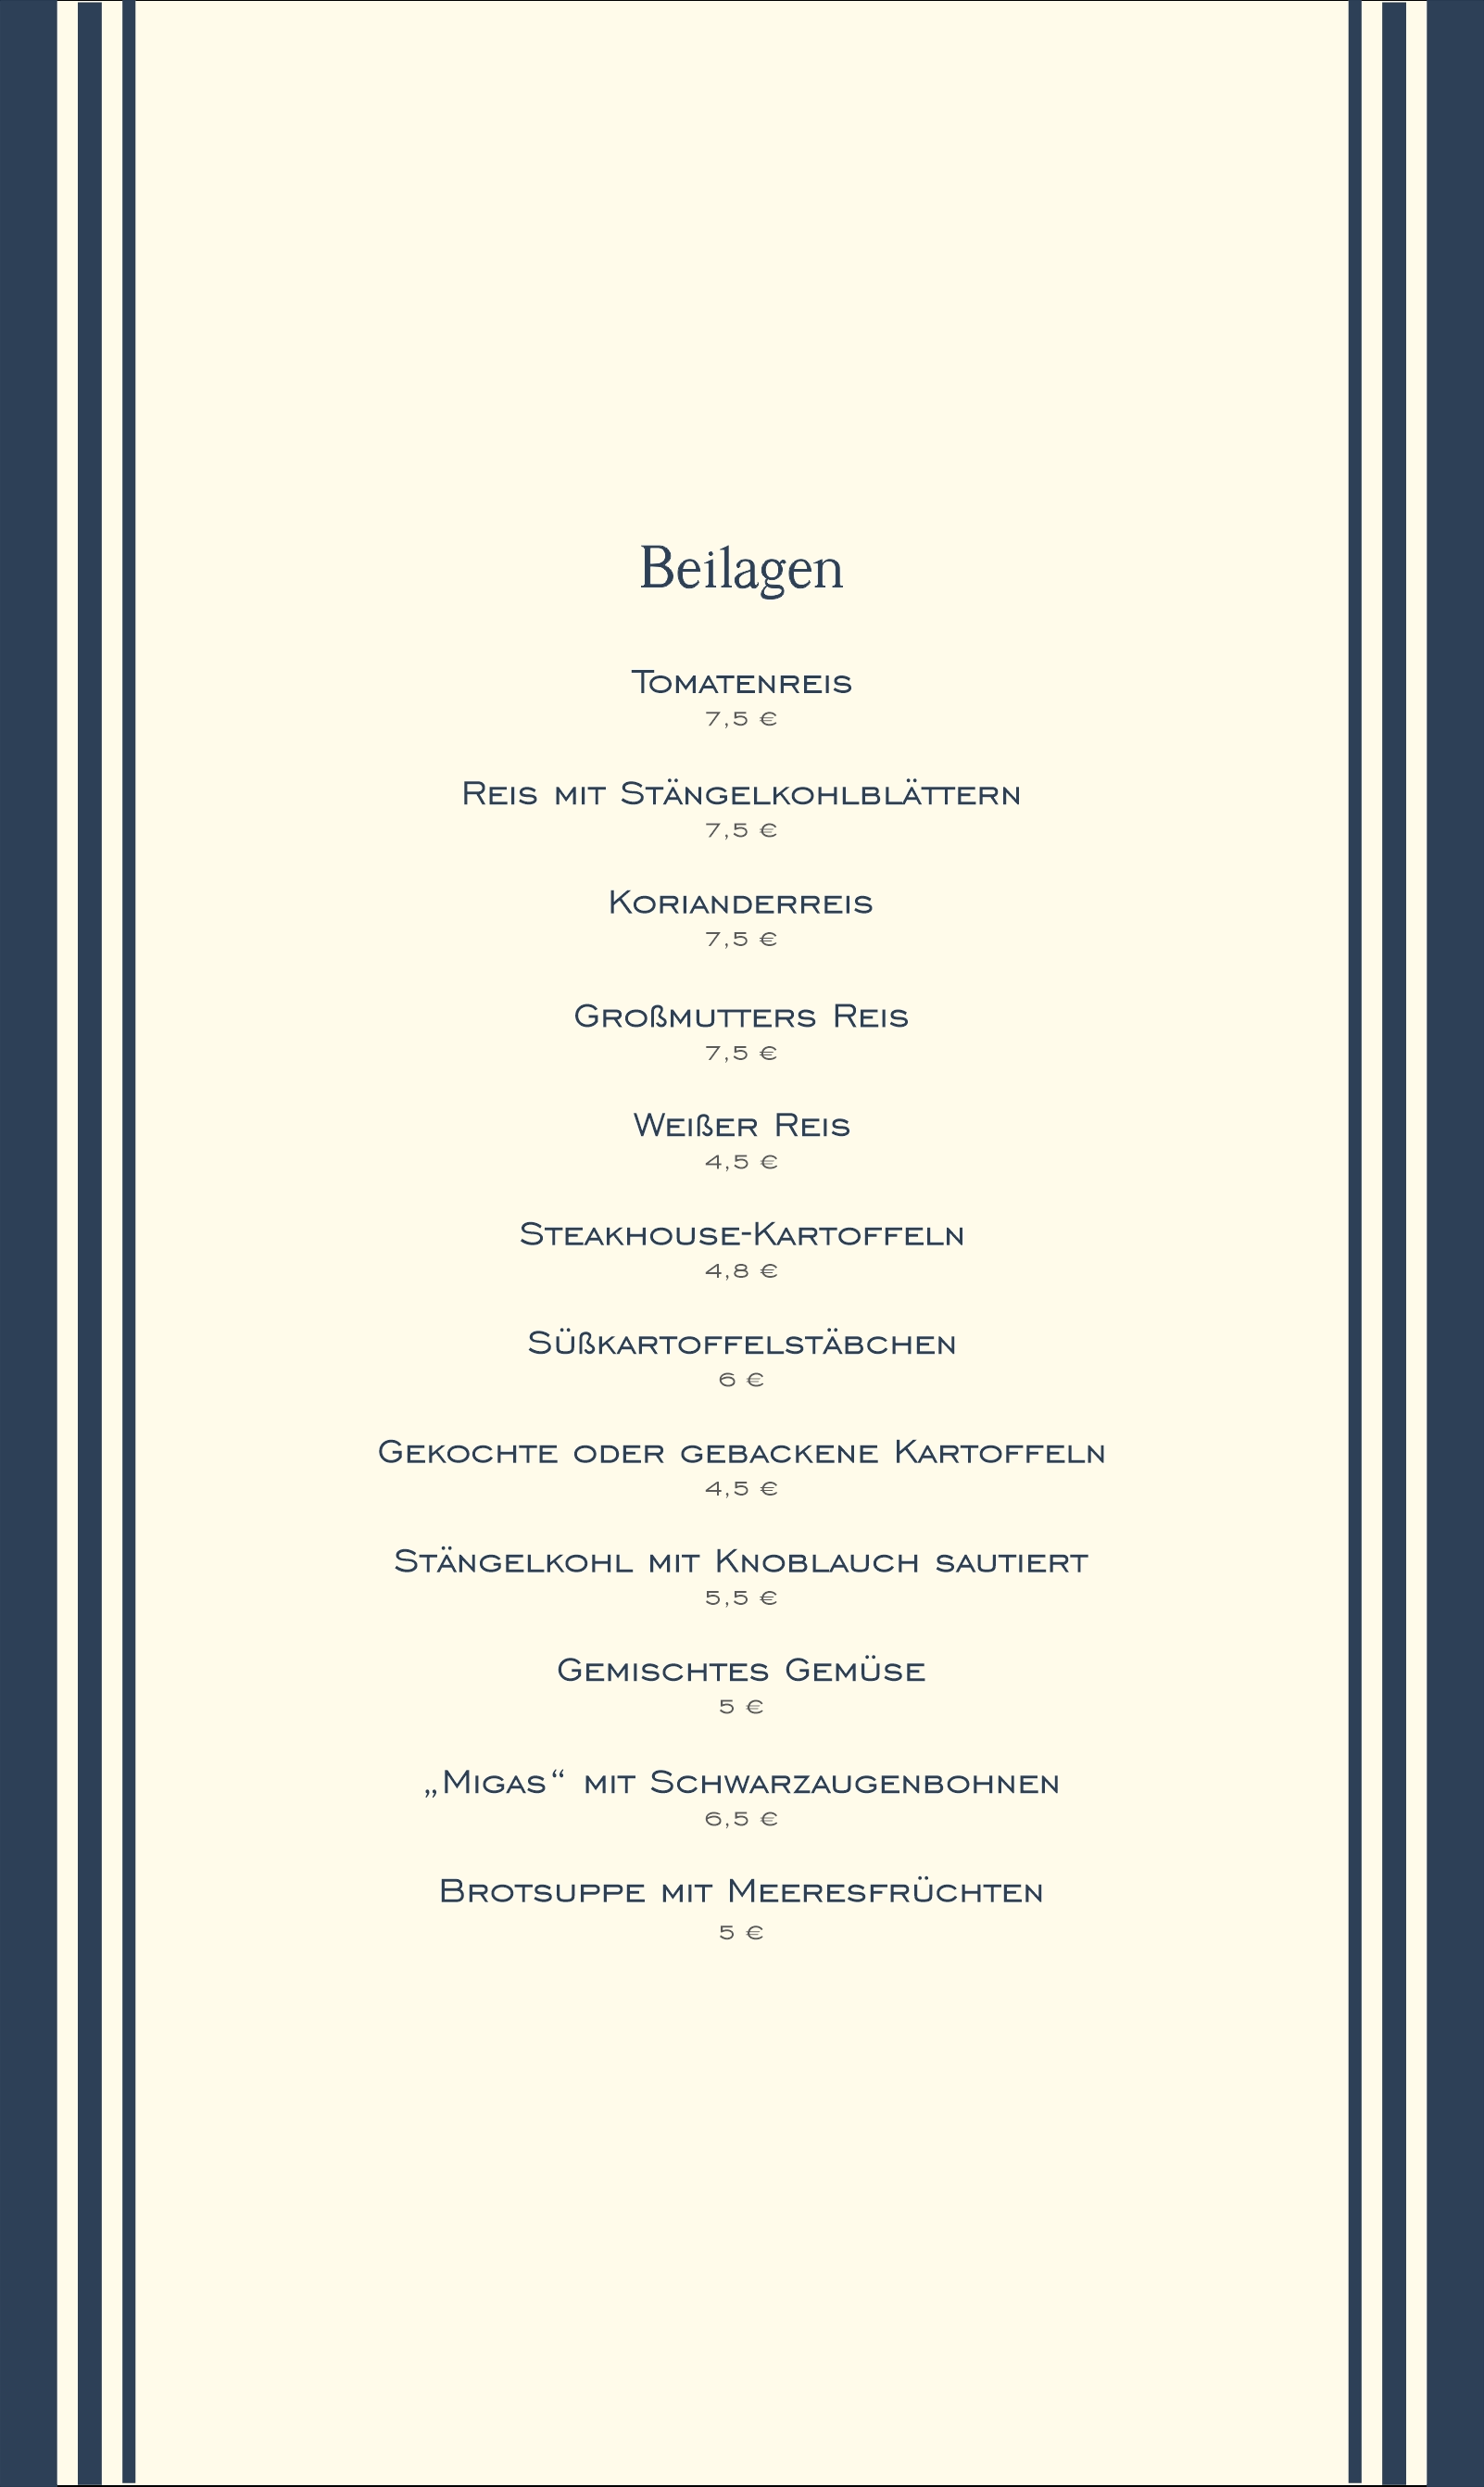 Beilagen
Tomatenreis
7,5 €
Reis mit Stängelkohlblättern
7,5 €
Korianderreis
7,5 €
Großmutters Reis
7,5 €
Weißer Reis
4,5 €
Steakhouse-Kartoffeln
4,8 €
Süßkartoffelstäbchen
6 €
Gekochte oder gebackene Kartoffeln
4,5 €
Stängelkohl mit Knoblauch sautiert
5,5 €
Gemischtes Gemüse
5 €
„Migas“ mit Schwarzaugenbohnen
6,5 €
Brotsuppe mit Meeresfrüchten
5 €